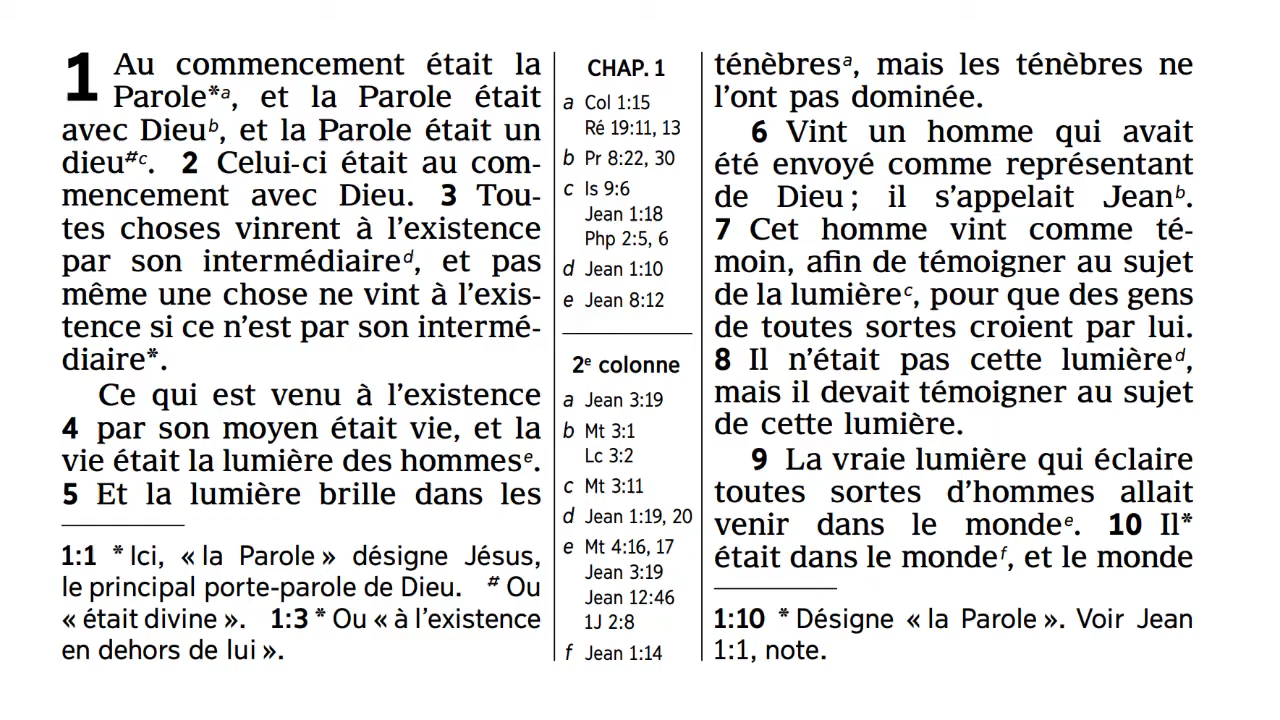 1 Au commencement était la
Parole*a, et la Parole était
avec Dieub, et la Parole était un
dieu#c. 2 Celui-ci était au com-
mencement avec Dieu. 3 Tou-
tes choses vinrent à l’existence
par son intermédiaired, et pas
même une chose ne vint à l’exis-
tence si ce n’est par son intermé-
diaire*.
Ce qui est venu à l’existence
4 par son moyen était vie, et la
vie était la lumière des hommese.
5 Et la lumière brille dans les
1:1 * Ici, « la Parole » désigne Jésus,
le principal porte-parole de Dieu. # Ou
« était divine ». 1:3 * Ou « à l’existence
en dehors de lui ».
CHAP. 1
a Col 1:15
Ré 19:11, 13
b Pr 8:22, 30
c Is 9:6
Jean 1:18
Php 2:5, 6
d Jean 1:10
e Jean 8:12
2e colonne
a Jean 3:19
b Mt 3:1
Lc 3:2
c Mt 3:11
d Jean 1:19, 20
e Mt 4:16, 17
Jean 3:19
Jean 12:46
1J 2:8
f Jean 1:14
ténèbresa, mais les ténèbres ne
l’ont pas dominée.
6 Vint un homme qui avait
été envoyé comme représentant
de Dieu ; il s’appelait Jeanb.
7 Cet homme vint comme té-
moin, afin de témoigner au sujet
de la lumièrec, pour que des gens
de toutes sortes croient par lui.
8 Il n’était pas cette lumièred,
mais il devait témoigner au sujet
de cette lumière.
9 La vraie lumière qui éclaire
toutes sortes d’hommes allait
venir dans le mondee. 10 Il*
était dans le mondef, et le monde
1:10 * Désigne « la Parole ». Voir Jean
1:1, note.